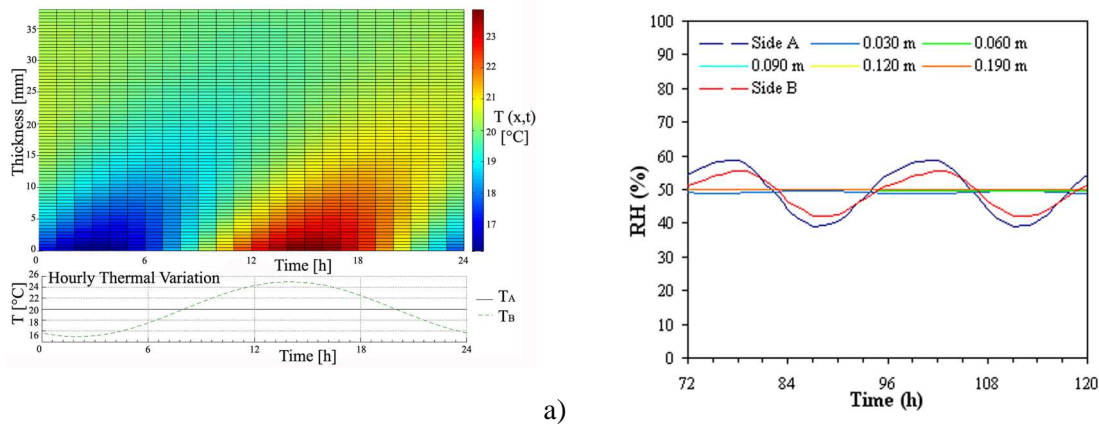 35
30
25
20
15
10
5
0
Thickness [mm]
0 6 12 18 24
Time [h]
23
22
21
20
19
18
17
T (x,t)
[°C]
Hourly Thermal Variation
26
24
22
20
18
16
14
T [°C]
0 6 12 18 24
Time [h]
TA
TB
a)
100
90
80
70
60
50
40
30
20
10
0
RH (%)
Side A 0.030 m 0.060 m
0.090 m 0.120 m 0.190 m
Side B
72 84 96 108 120
Time (h)